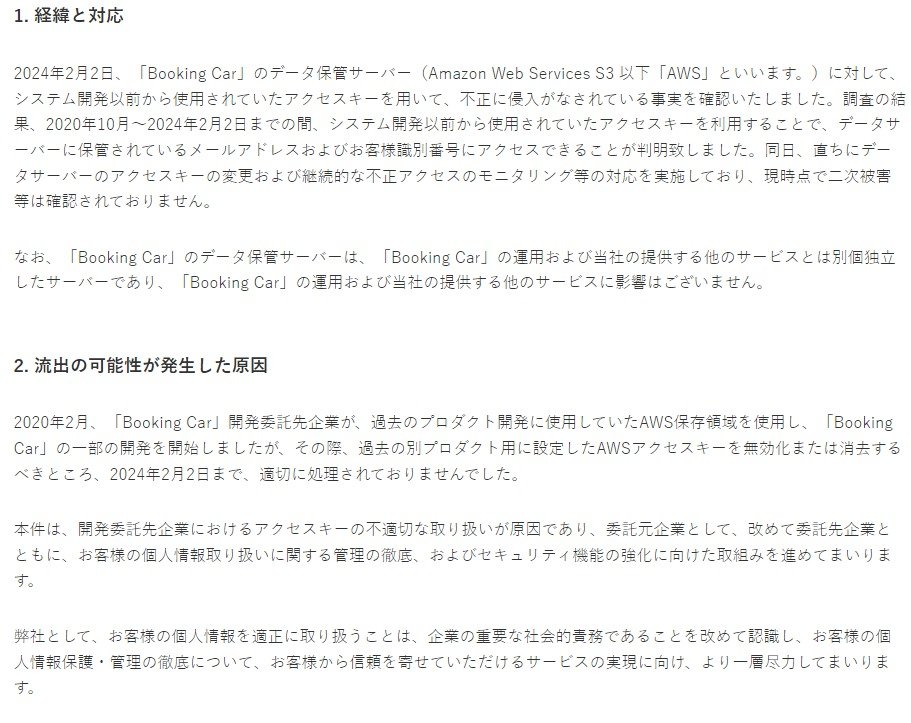 1. 経緯と対応
2024年2月2日、「Booking Car」のデータ保管サーバー（Amazon Web Services S3 以下「AWS」といいます。）に対して、
システム開発以前から使用されていたアクセスキーを用いて、不正に侵入がなされている事実を確認いたしました。調査の結
果、2020年10月～2024年2月2日までの間、システム開発以前から使用されていたアクセスキーを利用することで、データサ
ーバーに保管されているメールアドレスおよびお客様識別番号にアクセスできることが判明致しました。同日、直ちにデー
タサーバーのアクセスキーの変更および継続的な不正アクセスのモニタリング等の対応を実施しており、現時点で二次被害
等は確認されておりません。
なお、「Booking Car」のデータ保管サーバーは、「Booking Car」の運用および当社の提供する他のサービスとは別個独立
したサーバーであり、「Booking Car」の運用および当社の提供する他のサービスに影響はございません。
2. 流出の可能性が発生した原因
2020年2月、「Booking Car」開発委託先企業が、過去のプロダクト開発に使用していたAWS保存領域を使用し、「Booking
Car」の一部の開発を開始しましたが、その際、過去の別プロダクト用に設定したAWSアクセスキーを無効化または消去する
べきところ、2024年2月2日まで、適切に処理されておりませんでした。
本件は、開発委託先企業におけるアクセスキーの不適切な取り扱いが原因であり、委託元企業として、改めて委託先企業と
ともに、お客様の個人情報取り扱いに関する管理の徹底、およびセキュリティ機能の強化に向けた取組みを進めてまいりま
す。
弊社として、お客様の個人情報を適正に取り扱うことは、企業の重要な社会的責務であることを改めて認識し、お客様の個
人情報保護・管理の徹底について、お客様から信頼を寄せていただけるサービスの実現に向け、より一層尽力してまいりま
す。